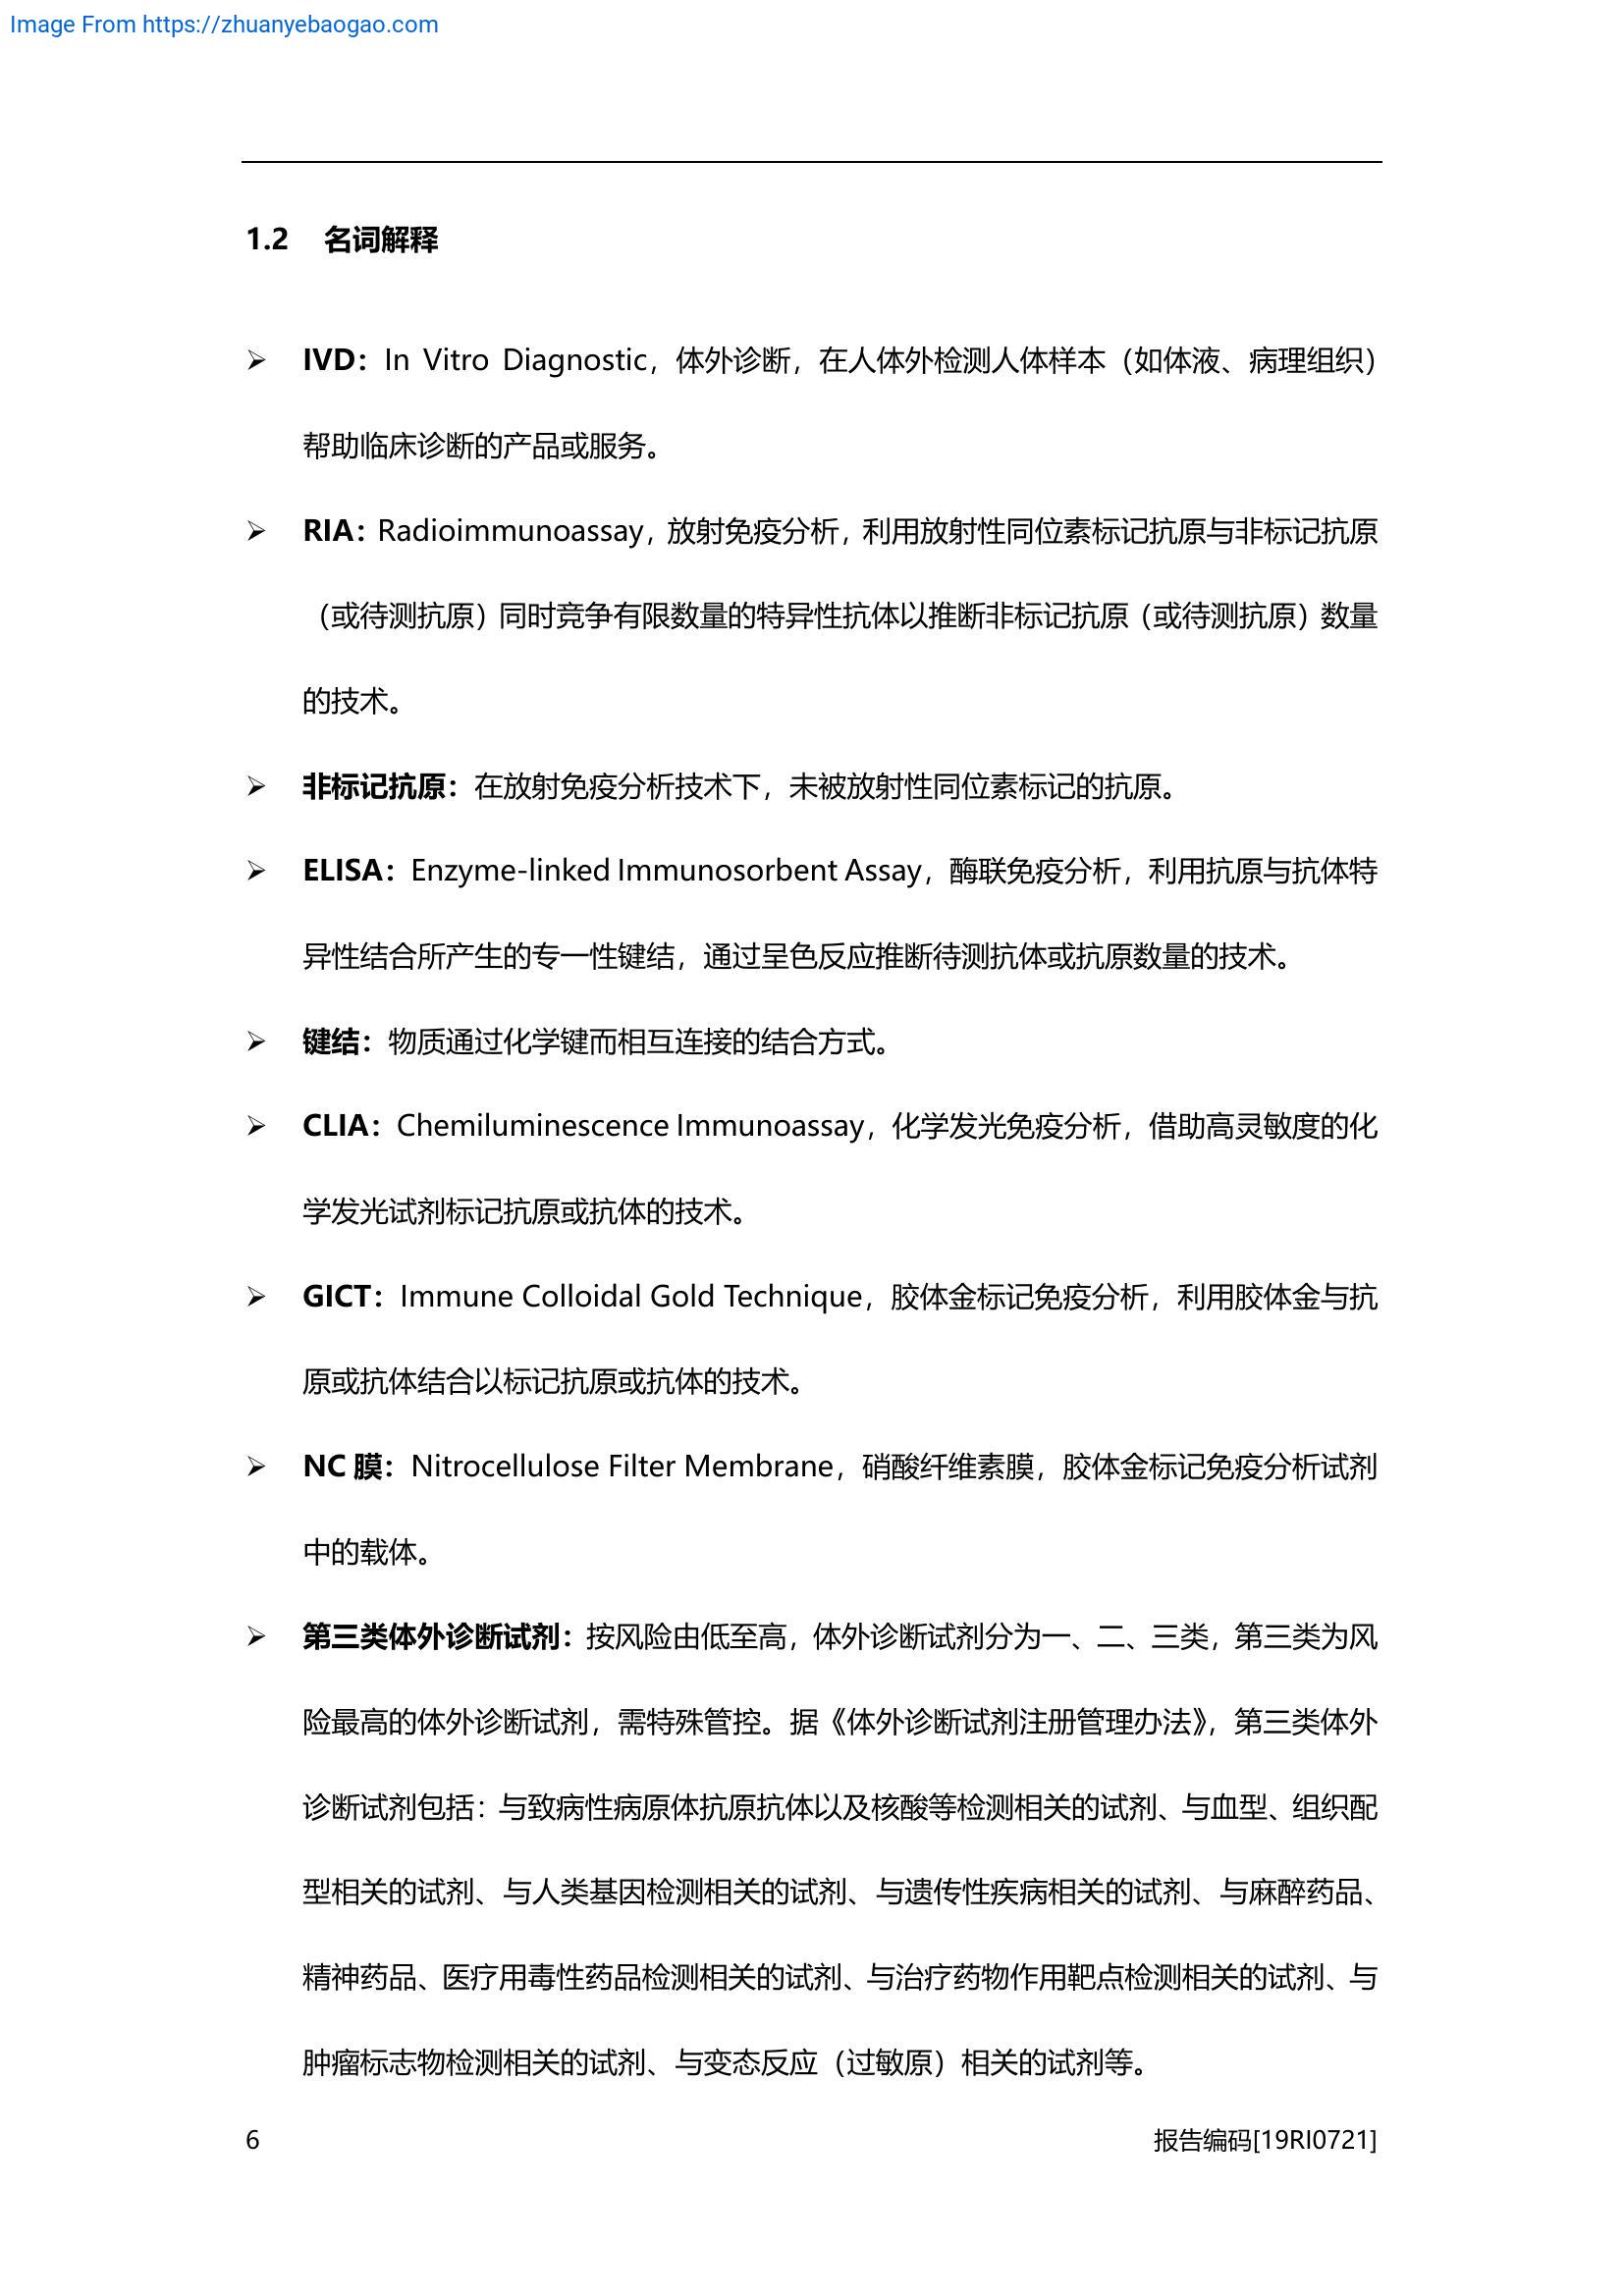 Image From https://zhuanyebaogao.com
1.2 名词解释
➢ IVD：In Vitro Diagnostic，体外诊断，在人体外检测人体样本（如体液、病理组织）
帮助临床诊断的产品或服务。
➢ RIA：Radioimmunoassay，放射免疫分析，利用放射性同位素标记抗原与非标记抗原
（或待测抗原）同时竞争有限数量的特异性抗体以推断非标记抗原（或待测抗原）数量
的技术。
➢ 非标记抗原：在放射免疫分析技术下，未被放射性同位素标记的抗原。
➢ ELISA：Enzyme-linked Immunosorbent Assay，酶联免疫分析，利用抗原与抗体特
异性结合所产生的专一性键结，通过呈色反应推断待测抗体或抗原数量的技术。
➢ 键结：物质通过化学键而相互连接的结合方式。
➢ CLIA：Chemiluminescence Immunoassay，化学发光免疫分析，借助高灵敏度的化
学发光试剂标记抗原或抗体的技术。
➢ GICT：Immune Colloidal Gold Technique，胶体金标记免疫分析，利用胶体金与抗
原或抗体结合以标记抗原或抗体的技术。
➢ NC 膜：Nitrocellulose Filter Membrane，硝酸纤维素膜，胶体金标记免疫分析试剂
中的载体。
➢ 第三类体外诊断试剂：按风险由低至高，体外诊断试剂分为一、二、三类，第三类为风
险最高的体外诊断试剂，需特殊管控。据《体外诊断试剂注册管理办法》，第三类体外
诊断试剂包括：与致病性病原体抗原抗体以及核酸等检测相关的试剂、与血型、组织配
型相关的试剂、与人类基因检测相关的试剂、与遗传性疾病相关的试剂、与麻醉药品、
精神药品、医疗用毒性药品检测相关的试剂、与治疗药物作用靶点检测相关的试剂、与
肿瘤标志物检测相关的试剂、与变态反应（过敏原）相关的试剂等。
6 报告编码[19RI0721]